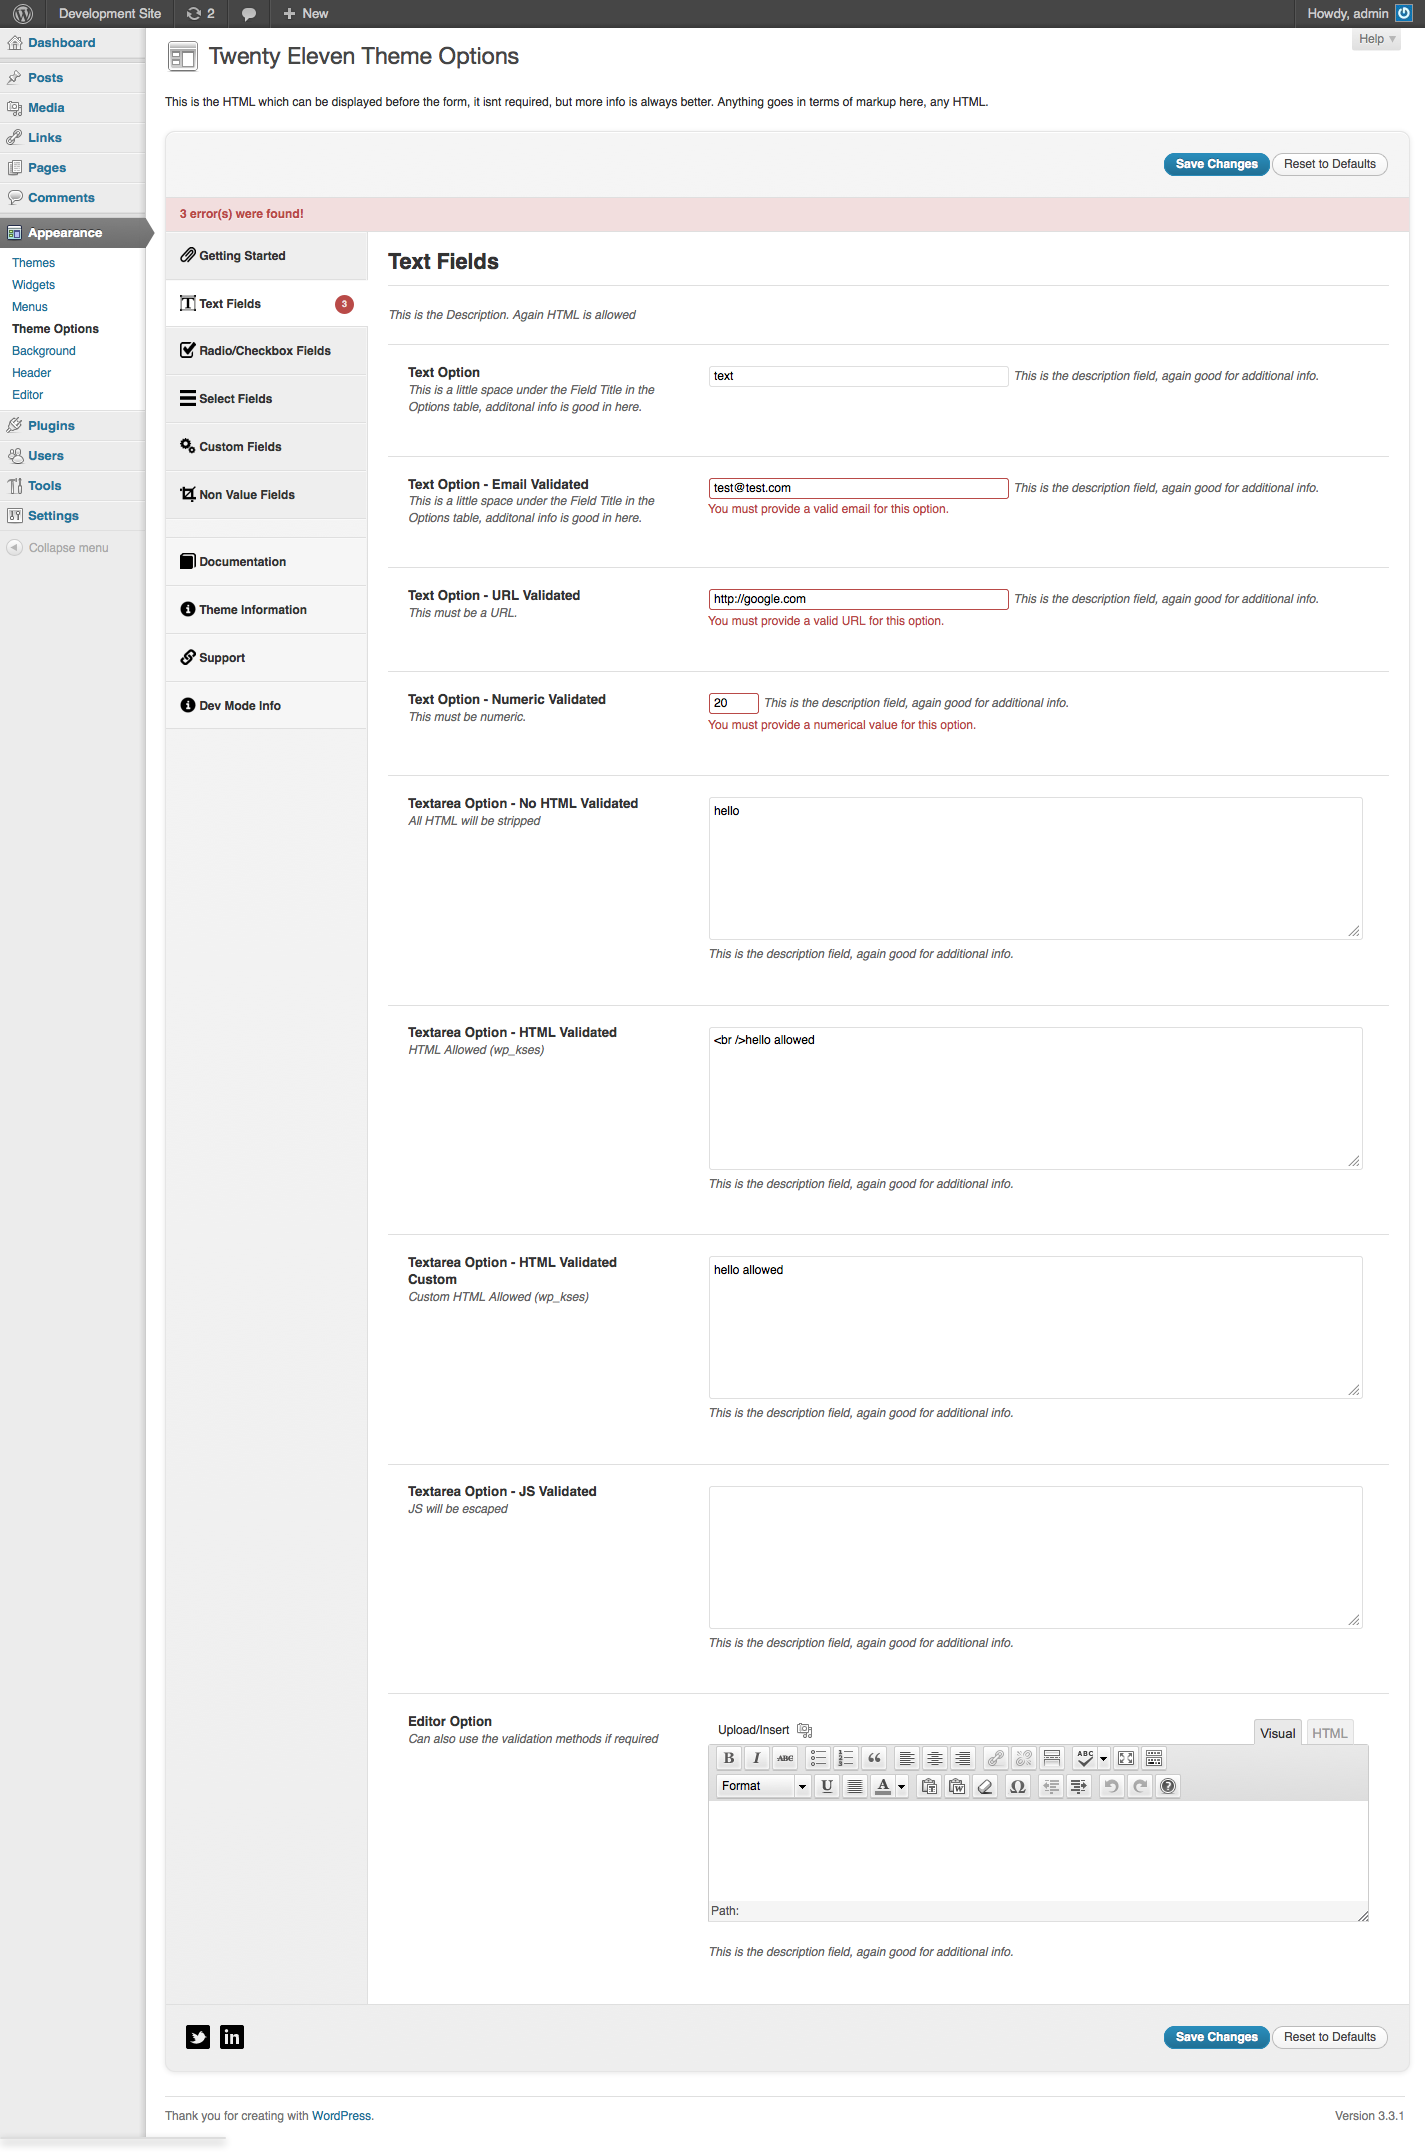 Development Site 2 New Howdy, admin
Help
Dashboard
Posts
Media
Links
Pages
Comments
Appearance
Themes
Widgets
Menus
Theme Options
Background
Header
Editor
Plugins
Users
Tools
Settings
Collapse menu
Twenty Eleven Theme Options
This is the HTML which can be displayed before the form, it isnt required, but more info is always better. Anything goes in terms of markup here, any HTML.
Save Changes Reset to Defaults
3 error(s) were found!
Getting Started
Text Fields 3
Radio/Checkbox Fields
Select Fields
Custom Fields
Non Value Fields
Documentation
Theme Information
Support
Dev Mode Info
Text Fields
This is the Description. Again HTML is allowed
Text Option
This is a little space under the Field Title in the
Options table, additonal info is good in here.
text This is the description field, again good for additional info.
Text Option - Email Validated
This is a little space under the Field Title in the
Options table, additonal info is good in here.
test@test.com This is the description field, again good for additional info.
You must provide a valid email for this option.
Text Option - URL Validated
This must be a URL.
http://google.com This is the description field, again good for additional info.
You must provide a valid URL for this option.
Text Option - Numeric Validated
This must be numeric.
20 This is the description field, again good for additional info.
You must provide a numerical value for this option.
Textarea Option - No HTML Validated
All HTML will be stripped
hello
This is the description field, again good for additional info.
Textarea Option - HTML Validated
HTML Allowed (wp_kses)
<br />hello allowed
This is the description field, again good for additional info.
Textarea Option - HTML Validated
Custom
Custom HTML Allowed (wp_kses)
hello allowed
This is the description field, again good for additional info.
Textarea Option - JS Validated
JS will be escaped
This is the description field, again good for additional info.
Editor Option
Can also use the validation methods if required
Upload/Insert Visual HTML
B I ABC “ ABC
Format U A Ω
Path:
This is the description field, again good for additional info.
in
Save Changes Reset to Defaults
Thank you for creating with WordPress. Version 3.3.1